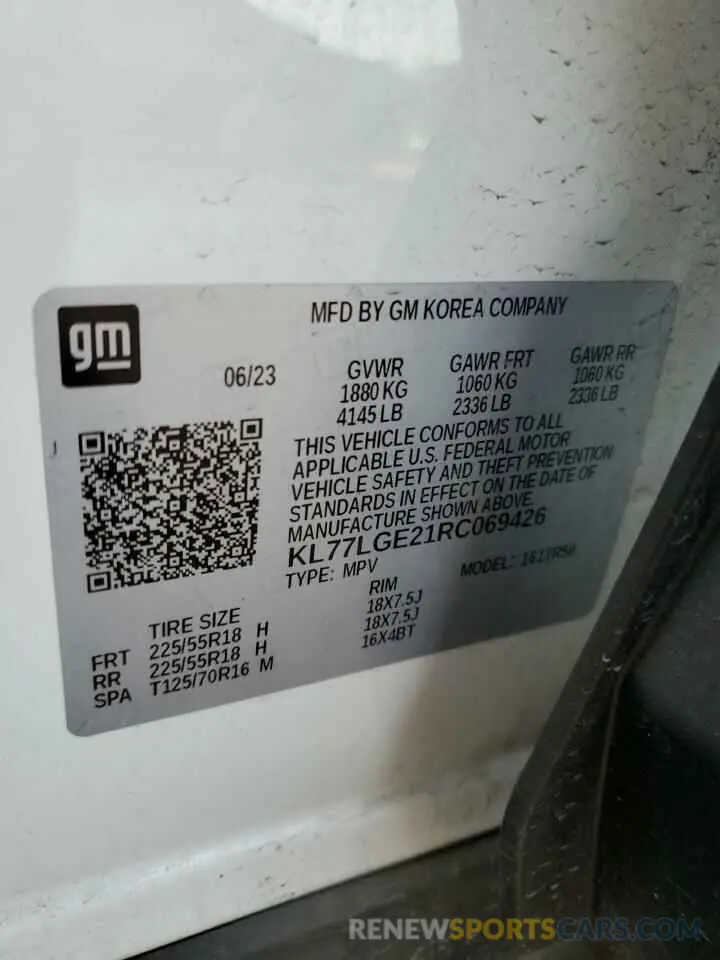 gm
MFD BY GM KOREA COMPANY
06/23
GVWR GAWR FRT GAWR RR
1880 KG 1060 KG 1060 KG
4145 LB 2336 LB 2336 LB
THIS VEHICLE CONFORMS TO ALL
APPLICABLE U.S. FEDERAL MOTOR
VEHICLE SAFETY AND THEFT PREVENTION
STANDARDS IN EFFECT ON THE DATE OF
MANUFACTURE SHOWN ABOVE.
KL77LGE21RC069426
TYPE: MPV MODEL:
TIRE SIZE RIM
FRT 225/55R18 H 18X7.5J
RR 225/55R18 H 18X7.5J
SPA T125/70R16 M 16X4BT
RENEWSPORTSCARS.COM